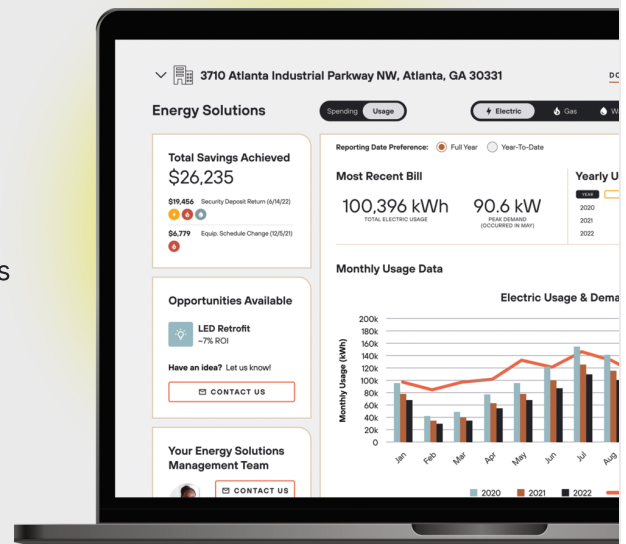 3710 Atlanta Industrial Parkway NW, Atlanta, GA 30331
Energy Solutions
Spending Usage
Electric Gas
Total Savings Achieved
$26,235
$19,456 Security Deposit Return (6/14/22)
$6,779 Equip. Schedule Change (12/5/21)
Opportunities Available
LED Retrofit
~7% ROI
Have an idea? Let us know!
CONTACT US
Your Energy Solutions
Management Team
CONTACT US
Reporting Date Preference: Full Year Year-To-Date
Most Recent Bill
100,396 kWh
TOTAL ELECTRIC USAGE
90.6 kW
PEAK DEMAND
(OCCURRED IN MAY)
Yearly U
YEAR
2020
2021
2022
Monthly Usage Data
Electric Usage & Dema
Monthly Usage (kWh)
200k
180k
160k
140k
120k
100k
80k
60k
40k
20k
0
Jan Feb Mar Apr May Jun Jul Aug
2020 2021 2022
s